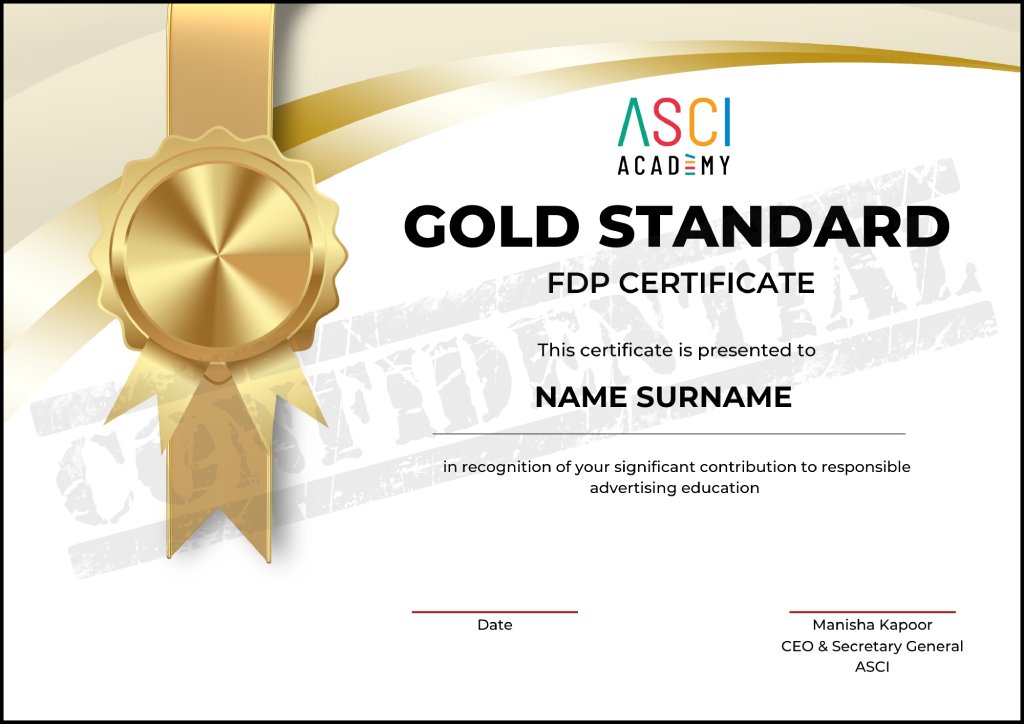 ASCI
ACADEMY
GOLD STANDARD
FDP CERTIFICATE
This certificate is presented to
NAME SURNAME
in recognition of your significant contribution to responsible
advertising education
CONFIDENTIAL
Date
Manisha Kapoor
CEO & Secretary General
ASCI